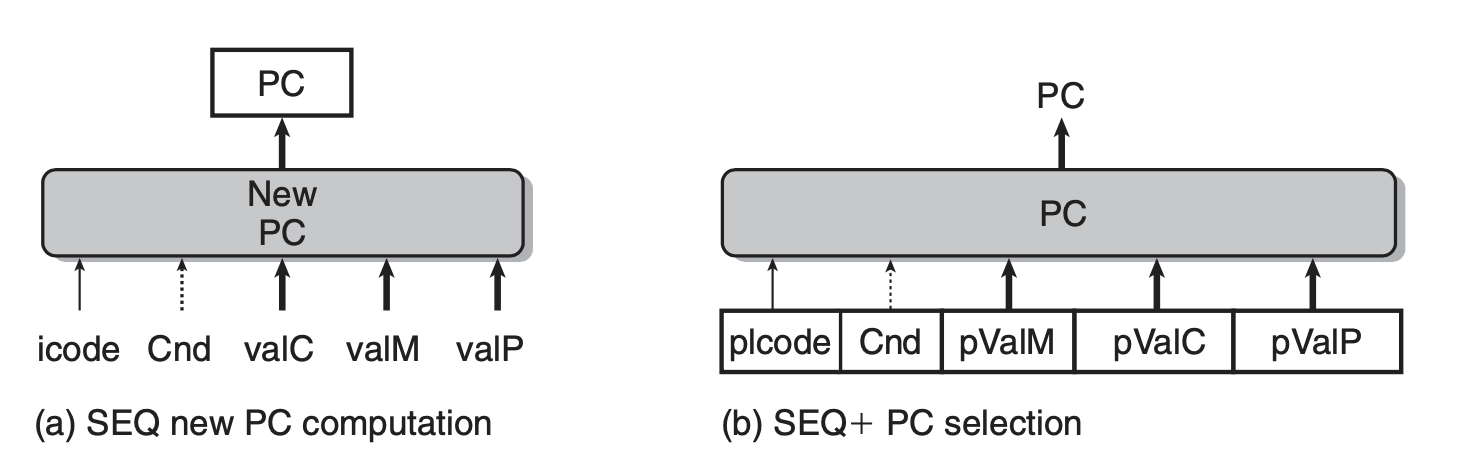 PC
New
PC
icode Cnd valC valM valP
(a) SEQ new PC computation
PC
PC
pIcode Cnd pValM pValC pValP
(b) SEQ+ PC selection